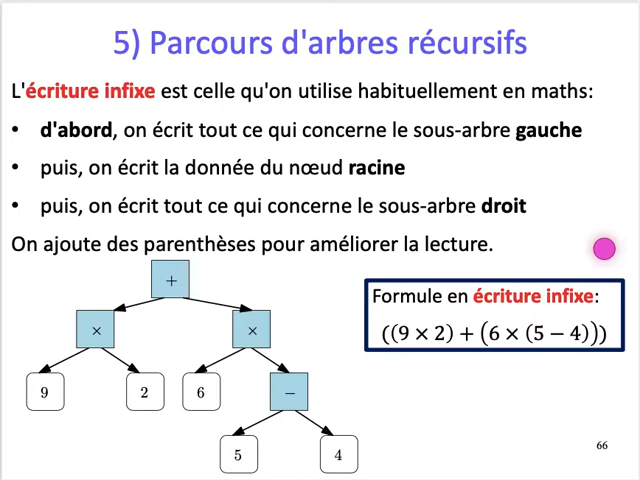 5) Parcours d'arbres récursifs
L'écriture infixe est celle qu'on utilise habituellement en maths:
• d'abord, on écrit tout ce qui concerne le sous-arbre gauche
• puis, on écrit la donnée du nœud racine
• puis, on écrit tout ce qui concerne le sous-arbre droit
On ajoute des parenthèses pour améliorer la lecture.
+
× ×
9 2 6 −
5 4
Formule en écriture infixe:
((9 × 2) + (6 × (5 − 4)))
66